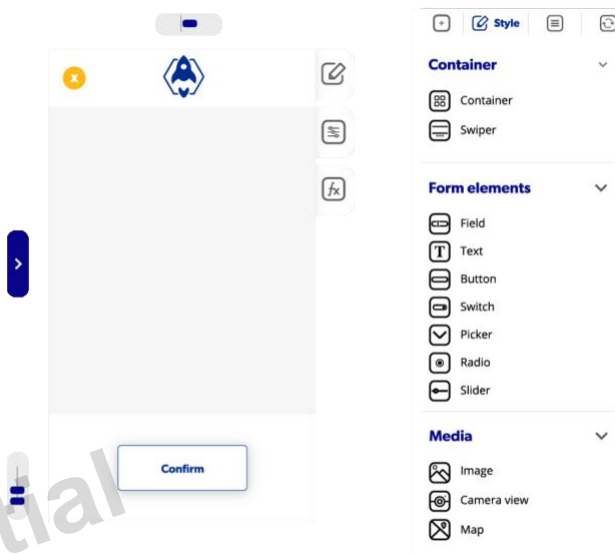 Style
x
Container
Container
Swiper
fx
Form elements
Field
T Text
Button
Switch
Picker
Radio
Slider
Confirm
Media
Image
Camera view
Map
tial